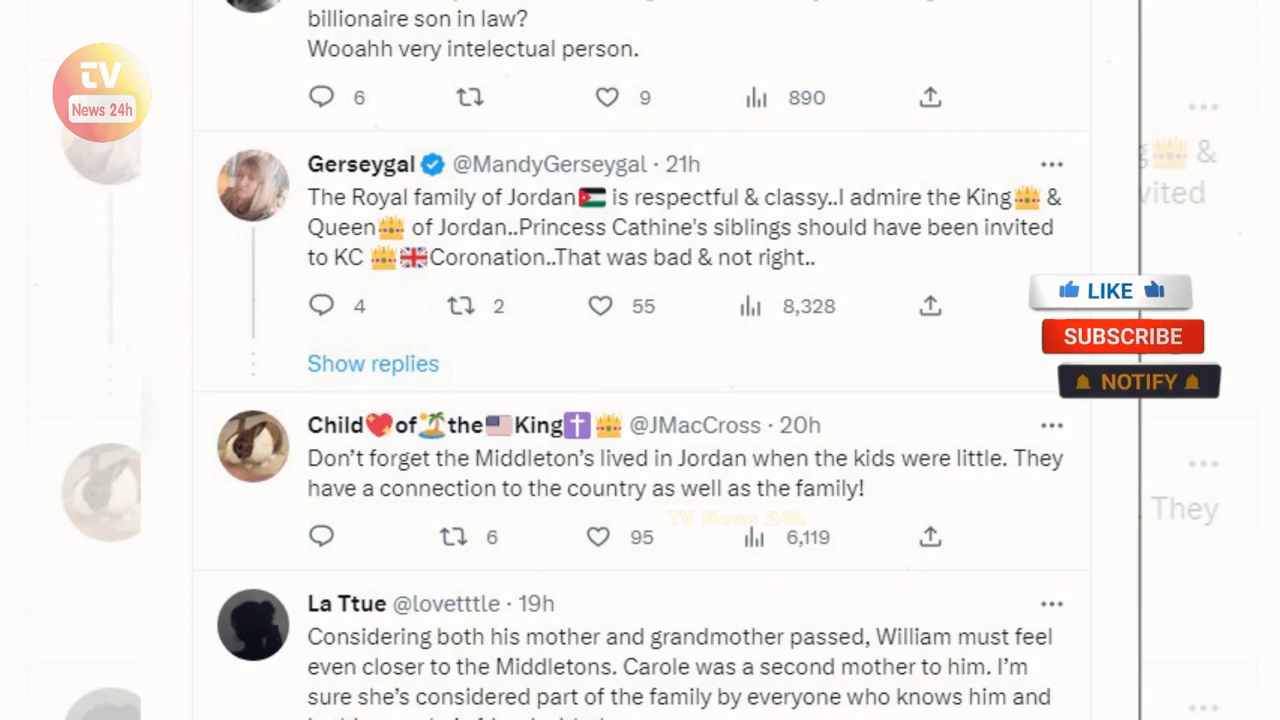 billionaire son in law?
Wooahh very intelectual person.
6 9 890
TV
News 24h
Gerseygal @MandyGerseygal · 21h
The Royal family of Jordan🇯🇴 is respectful & classy..I admire the King👑 &
Queen👑 of Jordan..Princess Cathine's siblings should have been invited
to KC 👑🇬🇧Coronation..That was bad & not right..
4 2 55 8,328
Show replies
& 
vited
LIKE
SUBSCRIBE
NOTIFY
Child💖of🏝️the🇺🇸King✝️👑 @JMacCross · 20h
Don’t forget the Middleton’s lived in Jordan when the kids were little. They
have a connection to the country as well as the family!
They
TV News 24h
6 95 6,119
La Ttue @lovetttle · 19h
Considering both his mother and grandmother passed, William must feel
even closer to the Middletons. Carole was a second mother to him. I’m
sure she’s considered part of the family by everyone who knows him and